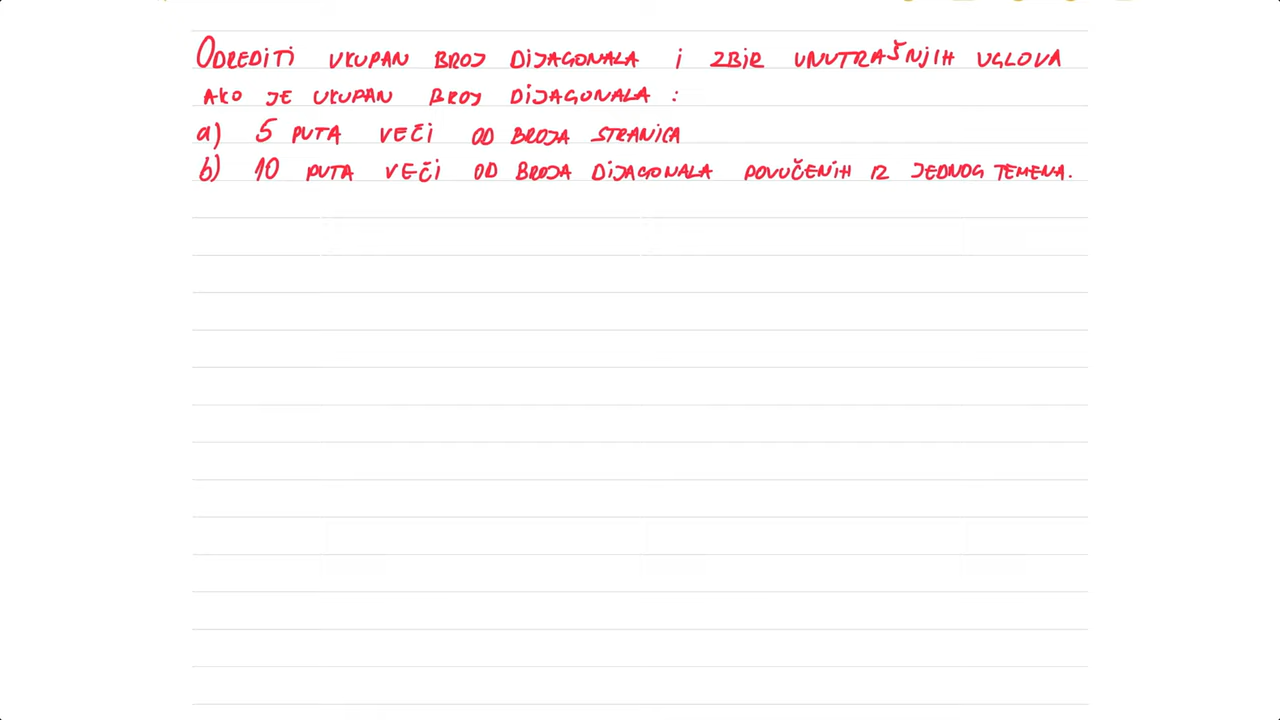 ODREDITI UKUPAN BROJ DIJAGONALA I ZBIR UNUTRAŠNJIH UGLOVA
AKO JE UKUPAN BROJ DIJAGONALA :
a) 5 PUTA VEĆI OD BROJA STRANICA
b) 10 PUTA VEĆI OD BROJA DIJAGONALA POVUČENIH IZ JEDNOG TEMENA.